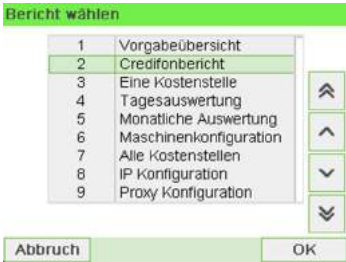 Bericht wählen
1 Vorgabeübersicht
2 Credifonbericht
3 Eine Kostenstelle
4 Tagesauswertung
5 Monatliche Auswertung
6 Maschinenkonfiguration
7 Alle Kostenstellen
8 IP Konfiguration
9 Proxy Konfiguration
Abbruch OK